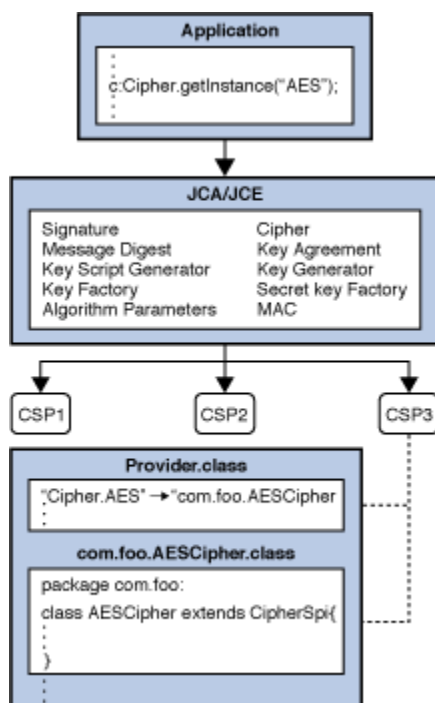 Application
c:Cipher.getInstance("AES");
JCA/JCE
Signature
Message Digest
Key Script Generator
Key Factory
Algorithm Parameters
Cipher
Key Agreement
Key Generator
Secret key Factory
MAC
CSP1
CSP2
CSP3
Provider.class
"Cipher.AES" → "com.foo.AESCipher
com.foo.AESCipher.class
package com.foo:
class AESCipher extends CipherSpi{
}